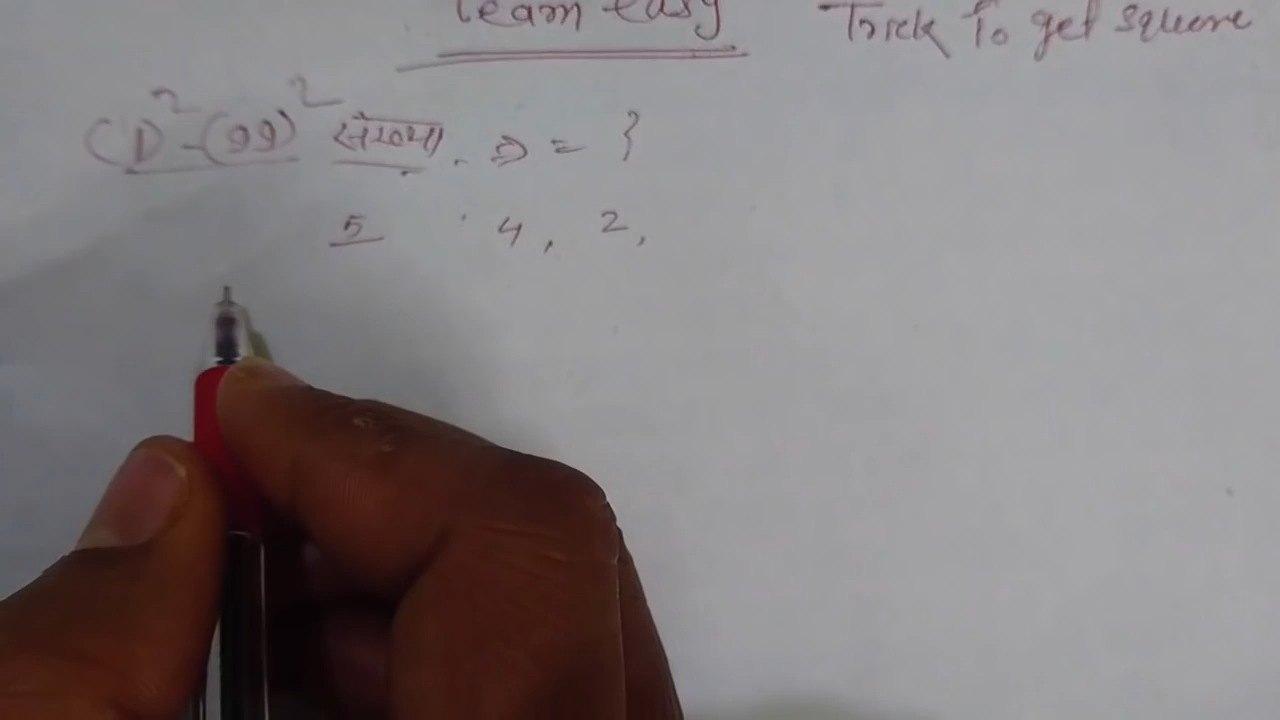 learn easy Trick To get square
(1)² - (99)² संख्या . ⇒ = }
5 4 , 2 ,